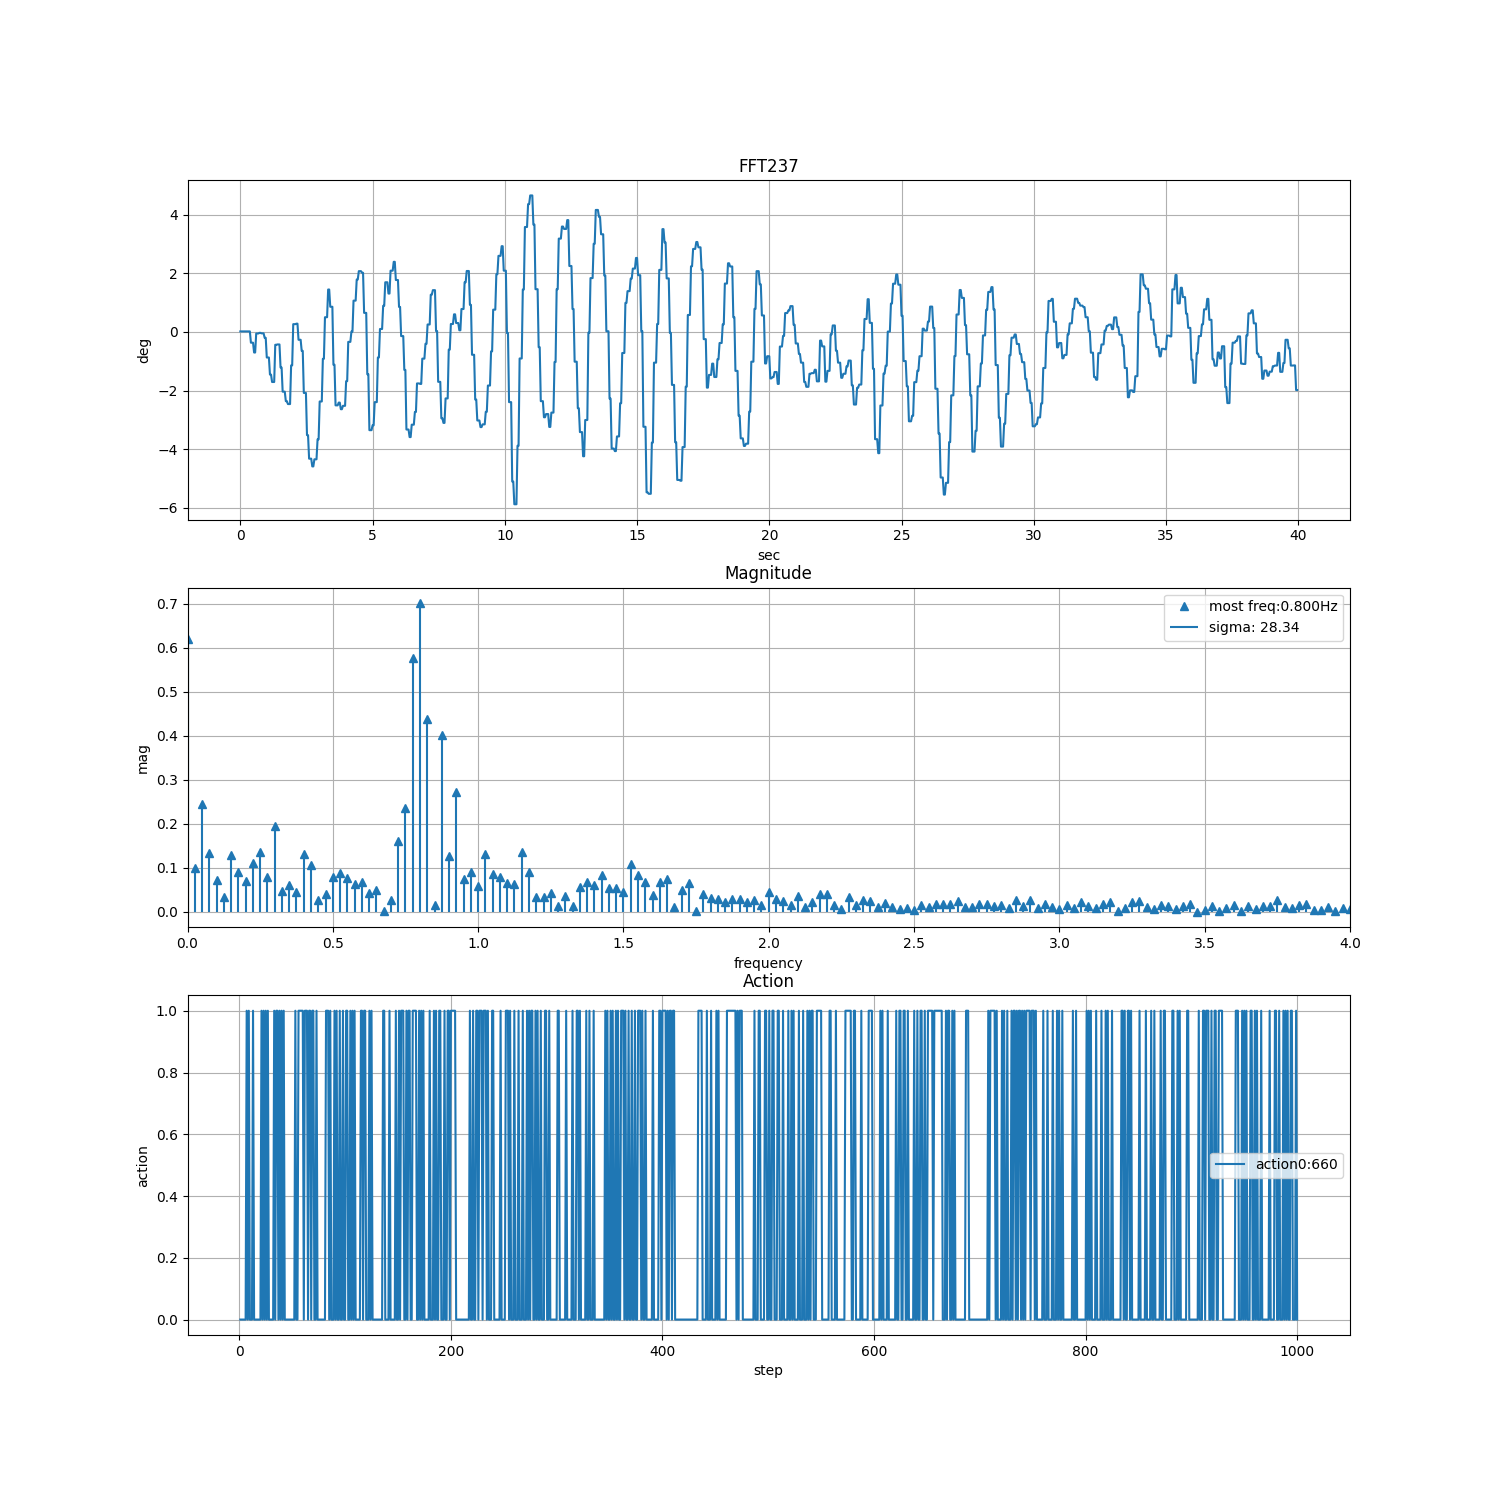 FFT237
4
2
0
−2
−4
−6
deg
0 5 10 15 20 25 30 35 40
sec
Magnitude
0.7
0.6
0.5
0.4
0.3
0.2
0.1
0.0
mag
most freq:0.800Hz
sigma: 28.34
0.0 0.5 1.0 1.5 2.0 2.5 3.0 3.5 4.0
frequency
Action
1.0
0.8
0.6
0.4
0.2
0.0
action
action0:660
0 200 400 600 800 1000
step